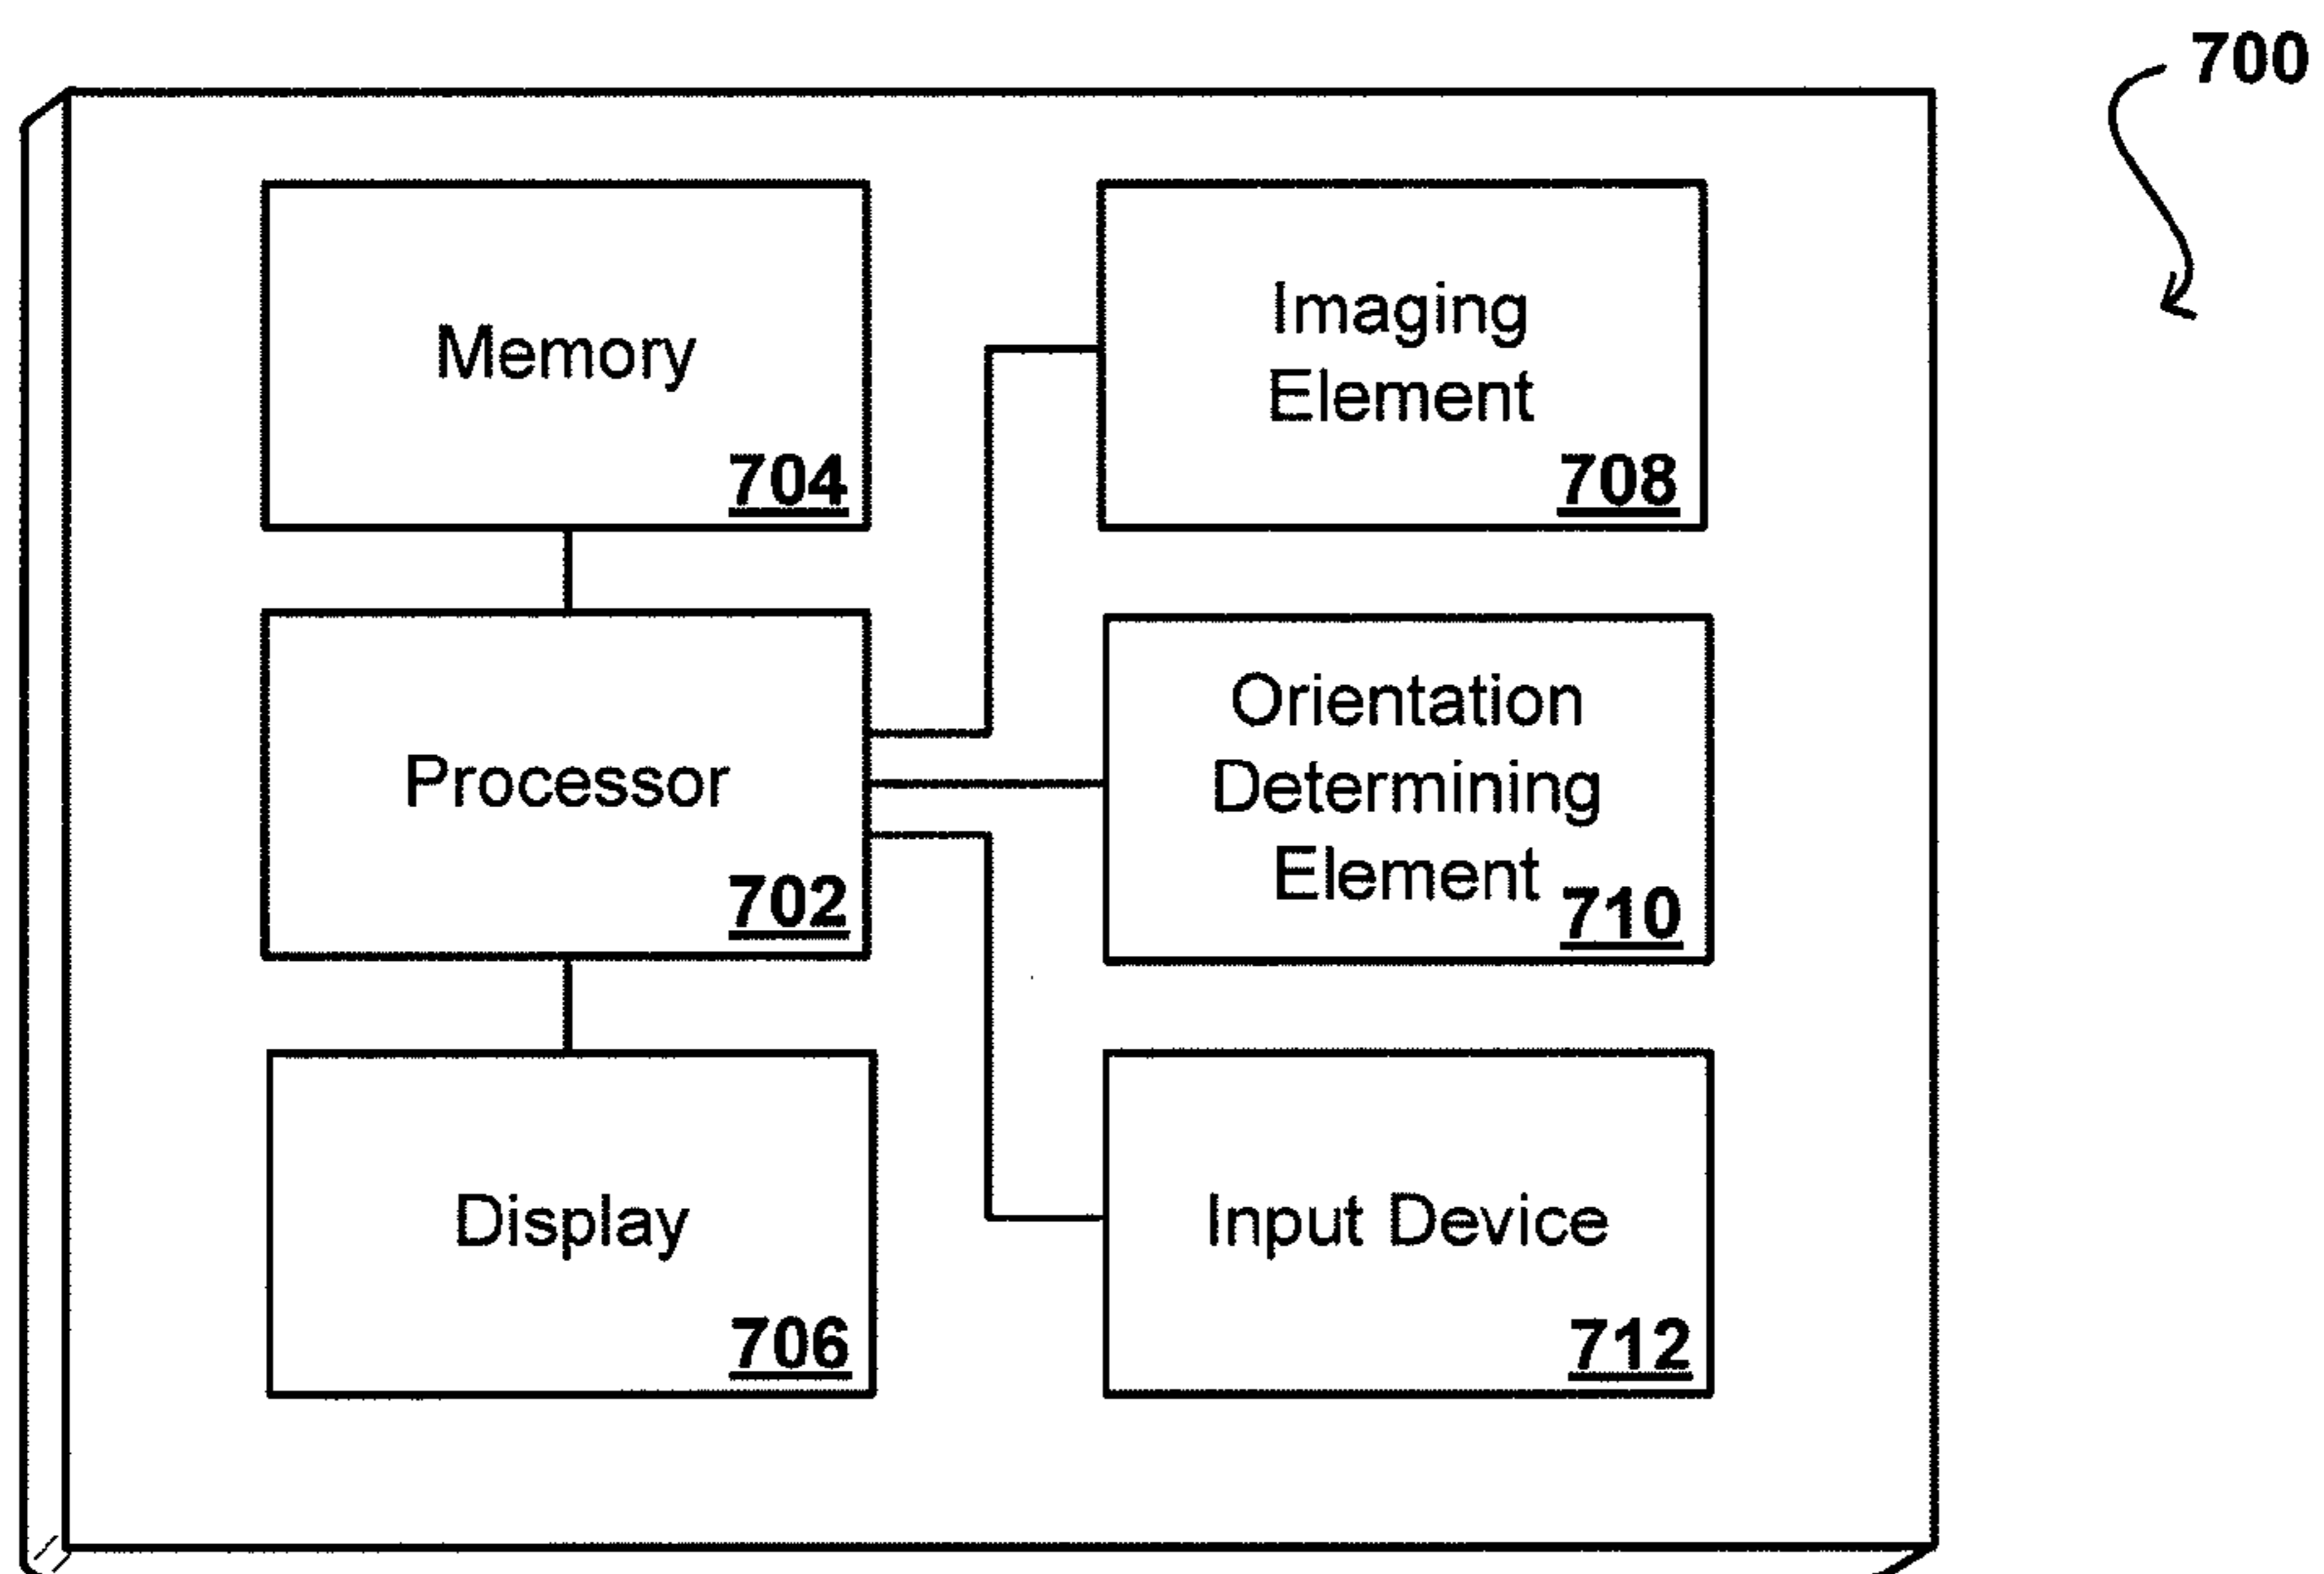 700
Memory
704
Imaging
Element
708
Processor
702
Orientation
Determining
Element
710
Display
706
Input Device
712